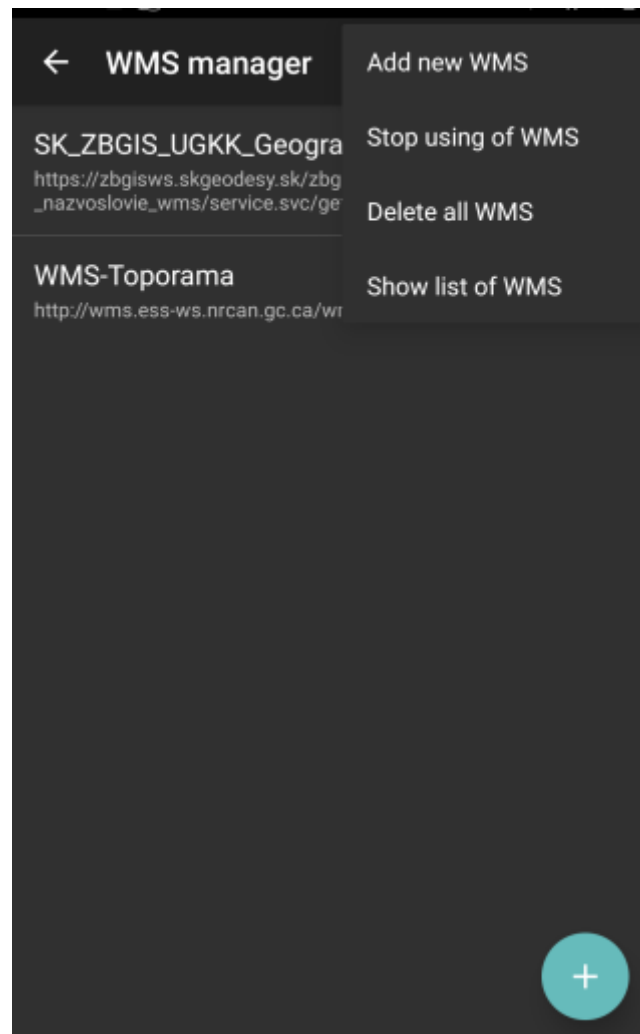 WMS manager
Add new WMS
Stop using of WMS
Delete all WMS
Show list of WMS
SK_ZBGIS_UGKK_Geogra
https://zbgisws.skgeodesy.sk/zbg
_nazvoslovie_wms/service.svc/ge
WMS-Toporama
http://wms.ess-ws.nrcan.gc.ca/